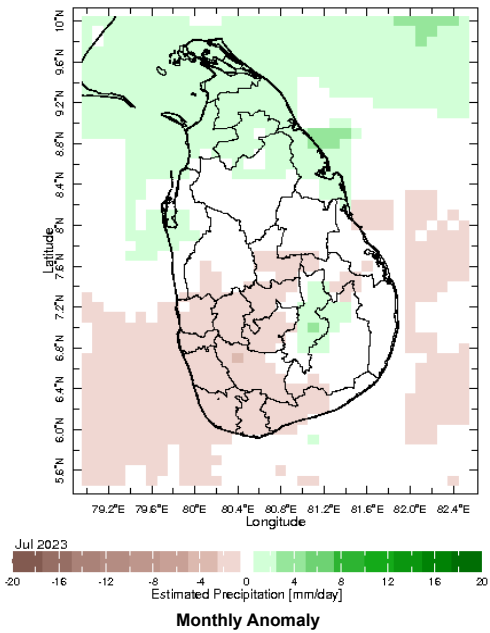 10°N
9.6°N
9.2°N
8.8°N
8.4°N
8°N
7.6°N
7.2°N
6.8°N
6.4°N
6.0°N
5.6°N
Latitude
79.2°E 79.6°E 80°E 80.4°E 80.8°E 81.2°E 81.6°E 82.0°E 82.4°E
Longitude
Jul 2023
-20 -16 -12 -8 -4 0 4 8 12 16 20
Estimated Precipitation [mm/day]
Monthly Anomaly